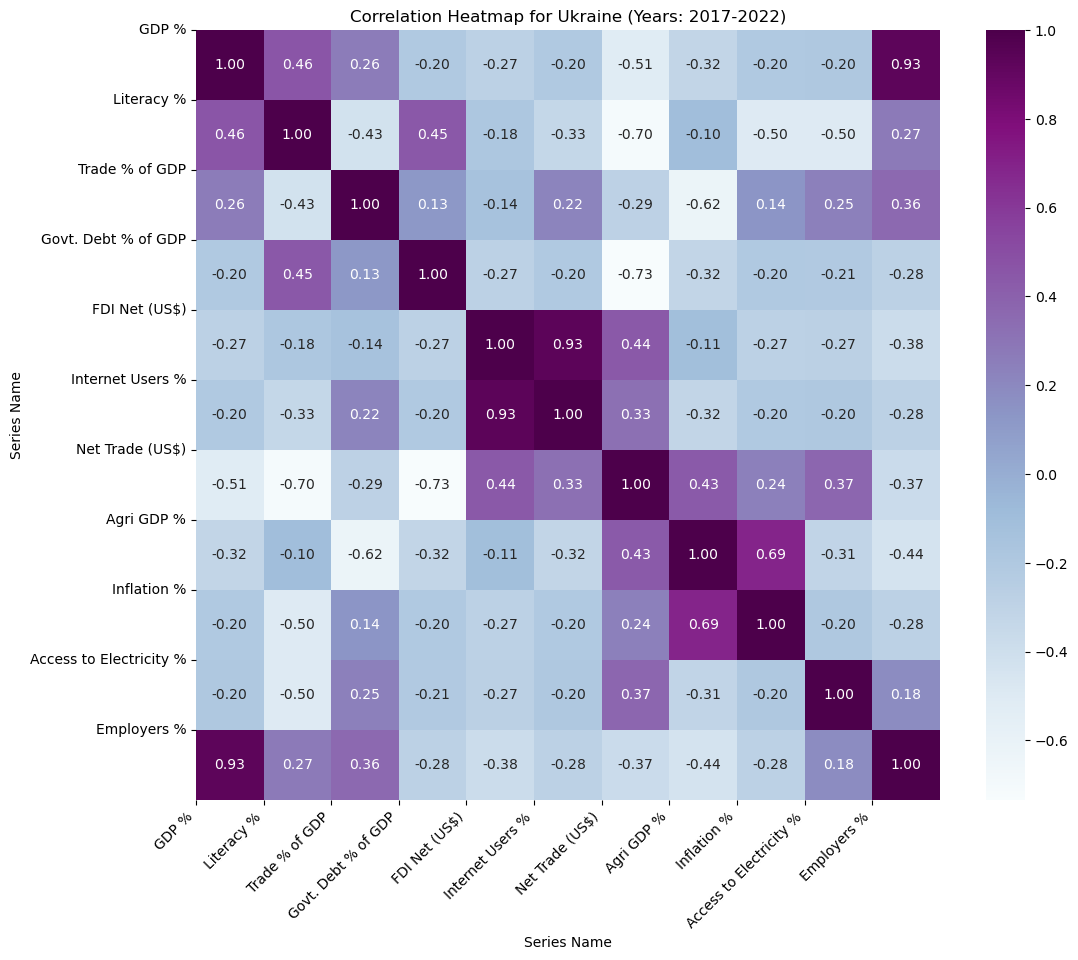 Correlation Heatmap for Ukraine (Years: 2017-2022)
GDP %
1.00 0.46 0.26 -0.20 -0.27 -0.20 -0.51 -0.32 -0.20 -0.20 0.93
Literacy %
0.46 1.00 -0.43 0.45 -0.18 -0.33 -0.70 -0.10 -0.50 -0.50 0.27
Trade % of GDP
0.26 -0.43 1.00 0.13 -0.14 0.22 -0.29 -0.62 0.14 0.25 0.36
Govt. Debt % of GDP
-0.20 0.45 0.13 1.00 -0.27 -0.20 -0.73 -0.32 -0.20 -0.21 -0.28
FDI Net (US$)
-0.27 -0.18 -0.14 -0.27 1.00 0.93 0.44 -0.11 -0.27 -0.27 -0.38
Internet Users %
-0.20 -0.33 0.22 -0.20 0.93 1.00 0.33 -0.32 -0.20 -0.20 -0.28
Net Trade (US$)
-0.51 -0.70 -0.29 -0.73 0.44 0.33 1.00 0.43 0.24 0.37 -0.37
Agri GDP %
-0.32 -0.10 -0.62 -0.32 -0.11 -0.32 0.43 1.00 0.69 -0.31 -0.44
Inflation %
-0.20 -0.50 0.14 -0.20 -0.27 -0.20 0.24 0.69 1.00 -0.20 -0.28
Access to Electricity %
-0.20 -0.50 0.25 -0.21 -0.27 -0.20 0.37 -0.31 -0.20 1.00 0.18
Employers %
0.93 0.27 0.36 -0.28 -0.38 -0.28 -0.37 -0.44 -0.28 0.18 1.00
Series Name
GDP %
Literacy %
Trade % of GDP
Govt. Debt % of GDP
FDI Net (US$)
Internet Users %
Net Trade (US$)
Agri GDP %
Inflation %
Access to Electricity %
Employers %
Series Name
1.0
0.8
0.6
0.4
0.2
0.0
−0.2
−0.4
−0.6